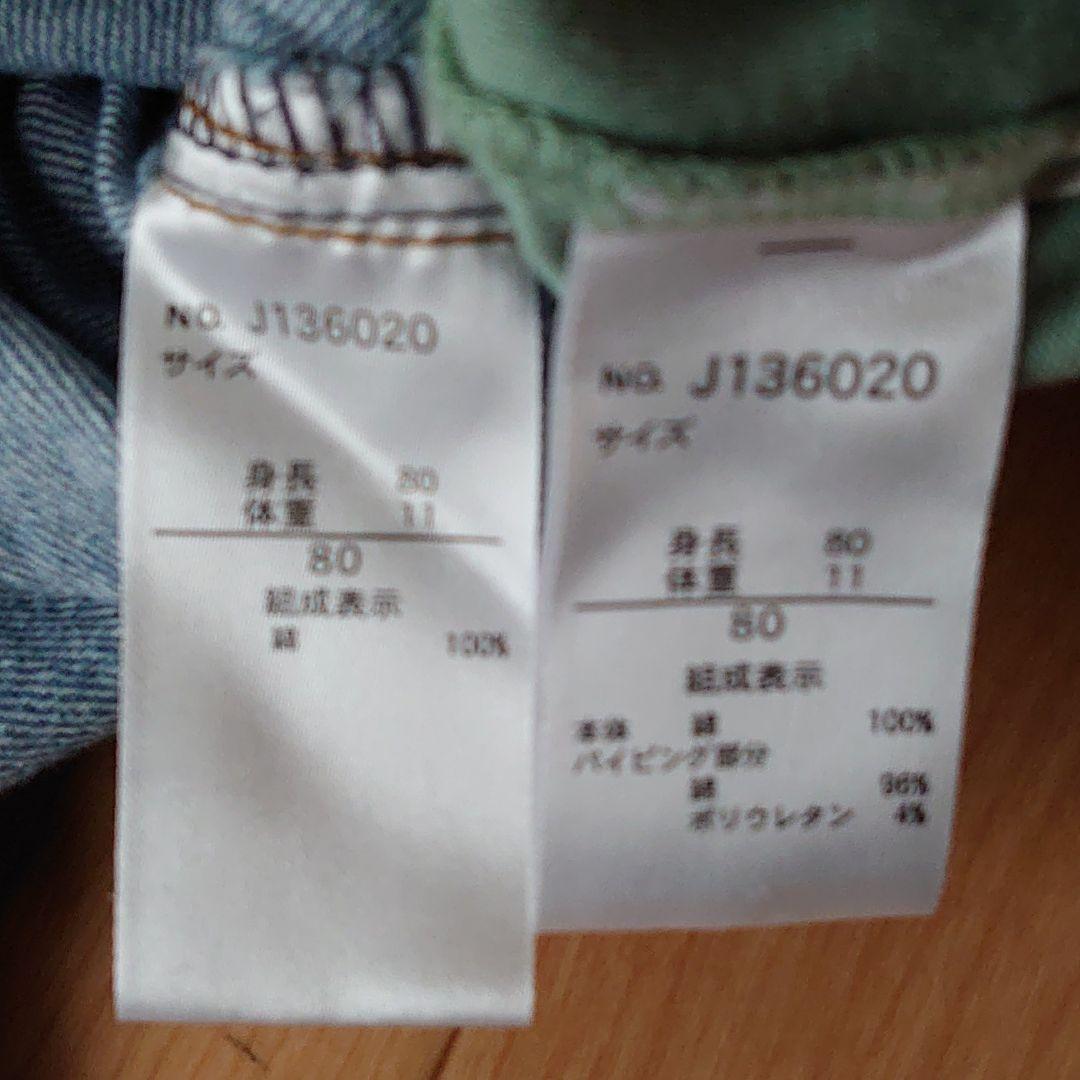 NO. J136020
サイズ
身長 80
体重 11
80
組成表示
綿 100%
NO. J136020
サイズ
身長 80
体重 11
80
組成表示
本体 綿 100%
パイピング部分
綿 96%
ポリウレタン 4%